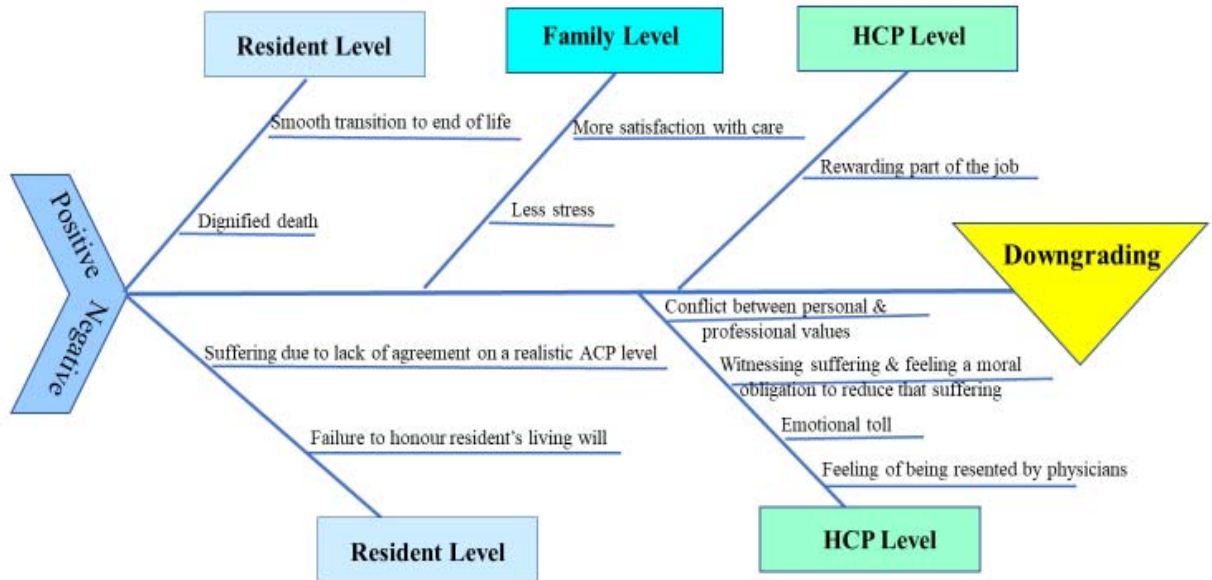 Resident Level
Family Level
HCP Level
Smooth transition to end of life
More satisfaction with care
Rewarding part of the job
Dignified death
Less stress
Positive
Negative
Downgrading
Conflict between personal &
professional values
Suffering due to lack of agreement on a realistic ACP level
Witnessing suffering & feeling a moral
obligation to reduce that suffering
Emotional toll
Failure to honour resident's living will
Feeling of being resented by physicians
Resident Level
HCP Level